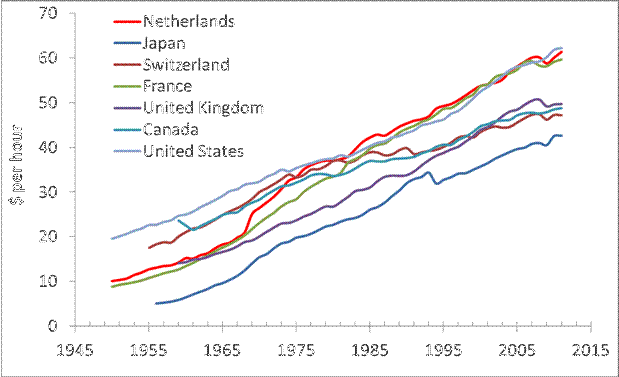 70
60
50
40
30
20
10
0
$ per hour
Netherlands
Japan
Switzerland
France
United Kingdom
Canada
United States
1945 1955 1965 1975 1985 1995 2005 2015